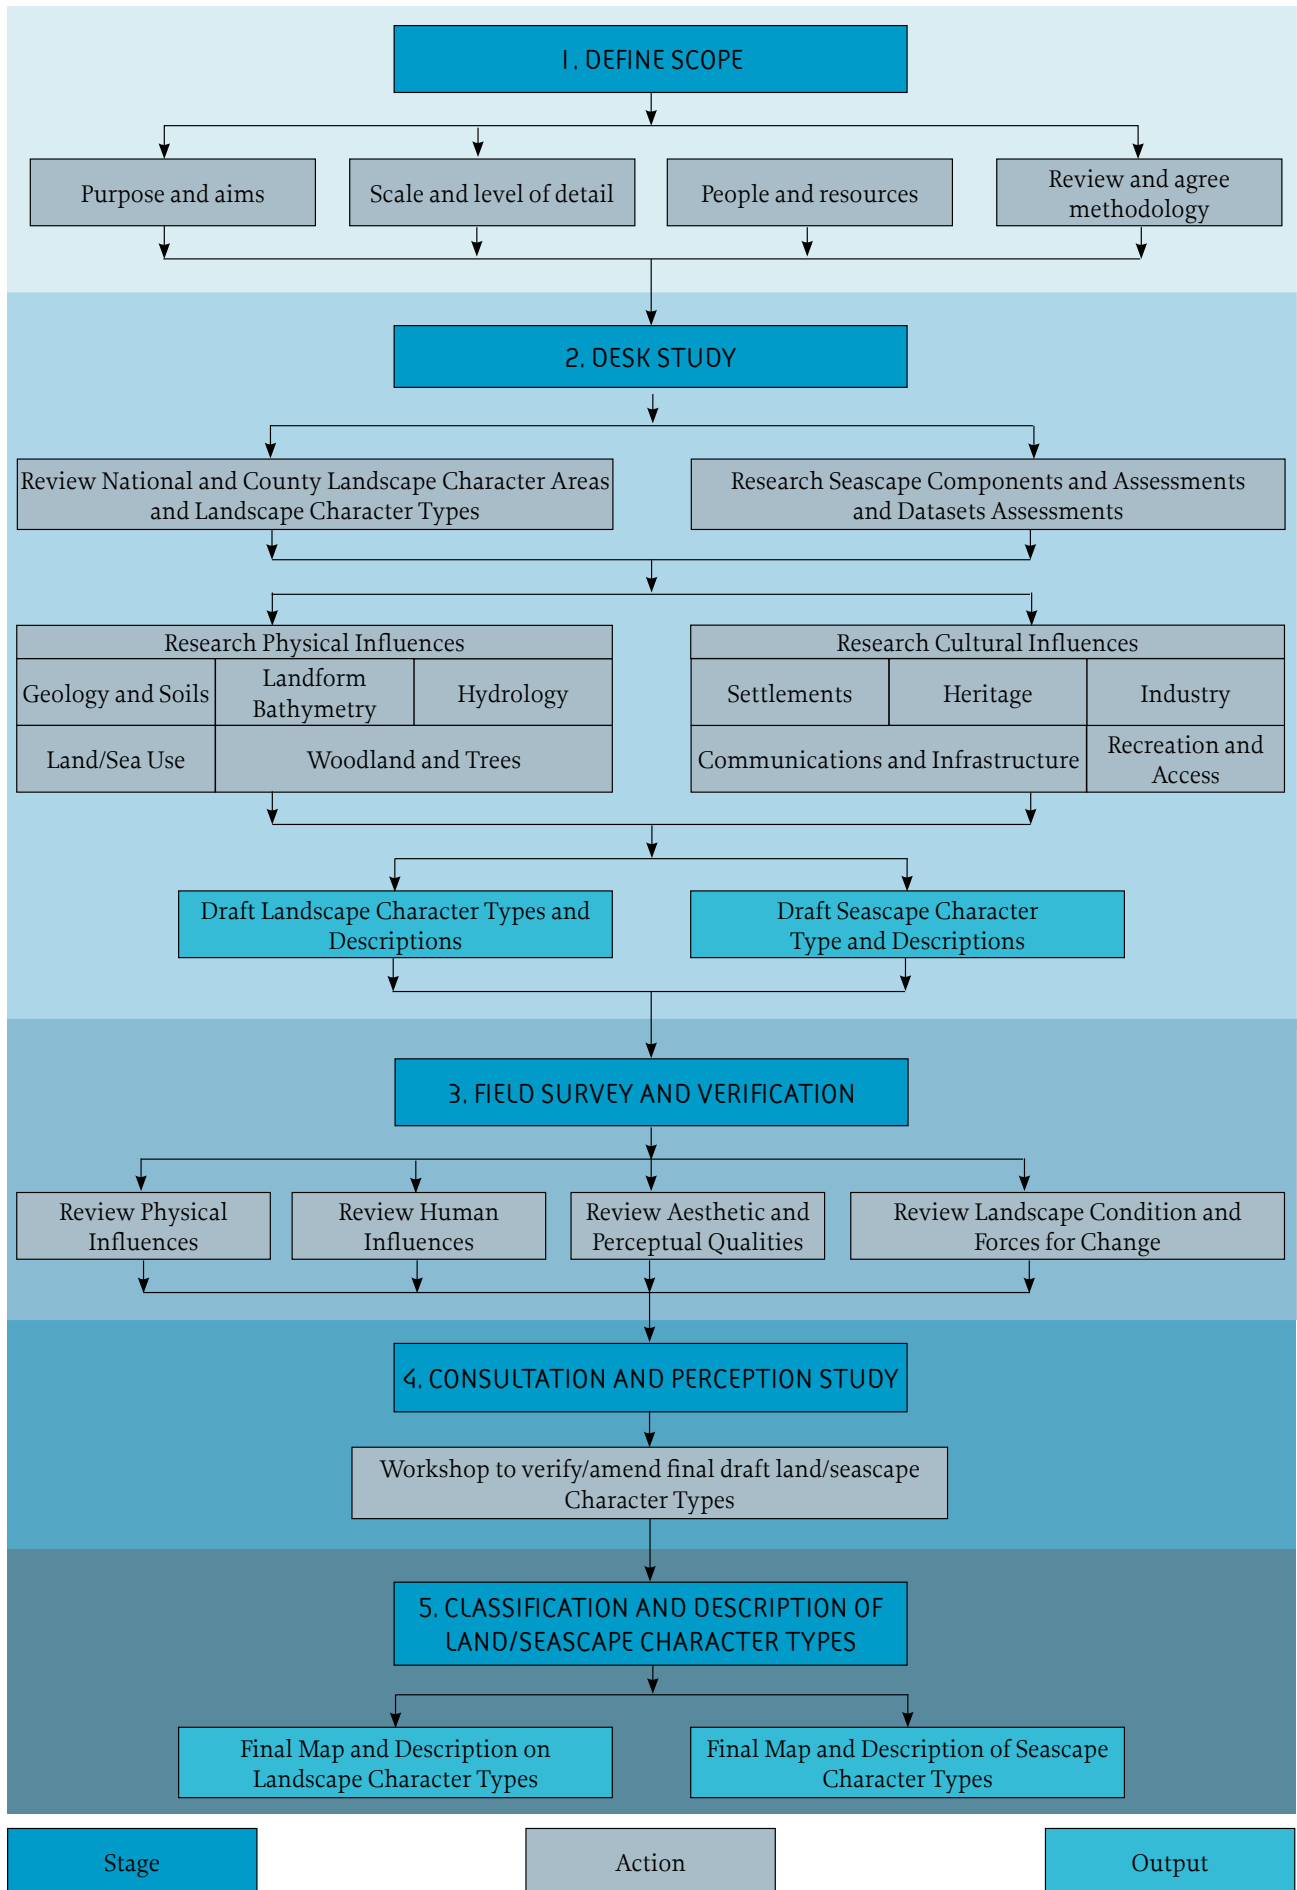 1. DEFINE SCOPE
Purpose and aims
Scale and level of detail
People and resources
Review and agree
methodology
2. DESK STUDY
Review National and County Landscape Character Areas
and Landscape Character Types
Research Seascape Components and Assessments
and Datasets Assessments
Research Physical Influences
Geology and Soils
Landform
Bathymetry
Hydrology
Land/Sea Use
Woodland and Trees
Research Cultural Influences
Settlements
Heritage
Industry
Communications and Infrastructure
Recreation and
Access
Draft Landscape Character Types and
Descriptions
Draft Seascape Character
Type and Descriptions
3. FIELD SURVEY AND VERIFICATION
Review Physical
Influences
Review Human
Influences
Review Aesthetic and
Perceptual Qualities
Review Landscape Condition and
Forces for Change
4. CONSULTATION AND PERCEPTION STUDY
Workshop to verify/amend final draft land/seascape
Character Types
5. CLASSIFICATION AND DESCRIPTION OF
LAND/SEASCAPE CHARACTER TYPES
Final Map and Description on
Landscape Character Types
Final Map and Description of Seascape
Character Types
Stage
Action
Output